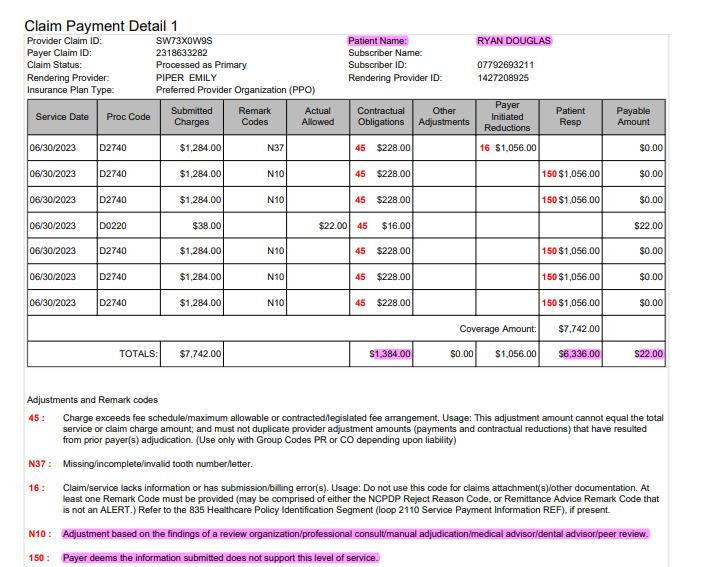 Claim Payment Detail 1
Provider Claim ID: SW73X0W9S Patient Name: RYAN DOUGLAS
Payer Claim ID: 2318633282 Subscriber Name:
Claim Status: Processed as Primary Subscriber ID: 07792693211
Rendering Provider: PIPER EMILY Rendering Provider ID: 1427208925
Insurance Plan Type: Preferred Provider Organization (PPO)
Service Date Proc Code Submitted Charges Remark Codes Actual Allowed Contractual Obligations Other Adjustments Payer Initiated Reductions Patient Resp Payable Amount
06/30/2023 D2740 $1,284.00 N37 45 $228.00 16 $1,056.00 $0.00
06/30/2023 D2740 $1,284.00 N10 45 $228.00 150 $1,056.00 $0.00
06/30/2023 D2740 $1,284.00 N10 45 $228.00 150 $1,056.00 $0.00
06/30/2023 D0220 $38.00 $22.00 45 $16.00 $22.00
06/30/2023 D2740 $1,284.00 N10 45 $228.00 150 $1,056.00 $0.00
06/30/2023 D2740 $1,284.00 N10 45 $228.00 150 $1,056.00 $0.00
06/30/2023 D2740 $1,284.00 N10 45 $228.00 150 $1,056.00 $0.00
Coverage Amount: $7,742.00
TOTALS: $7,742.00 $1,384.00 $0.00 $1,056.00 $6,336.00 $22.00
Adjustments and Remark codes
45 : Charge exceeds fee schedule/maximum allowable or contracted/legislated fee arrangement. Usage: This adjustment amount cannot equal the total
service or claim charge amount; and must not duplicate provider adjustment amounts (payments and contractual reductions) that have resulted
from prior payer(s) adjudication. (Use only with Group Codes PR or CO depending upon liability)
N37 : Missing/incomplete/invalid tooth number/letter.
16 : Claim/service lacks information or has submission/billing error(s). Usage: Do not use this code for claims attachment(s)/other documentation. At
least one Remark Code must be provided (may be comprised of either the NCPDP Reject Reason Code, or Remittance Advice Remark Code that
is not an ALERT.) Refer to the 835 Healthcare Policy Identification Segment (loop 2110 Service Payment Information REF), if present.
N10 : Adjustment based on the findings of a review organization/professional consult/manual adjudication/medical advisor/dental advisor/peer review.
150 : Payer deems the information submitted does not support this level of service.